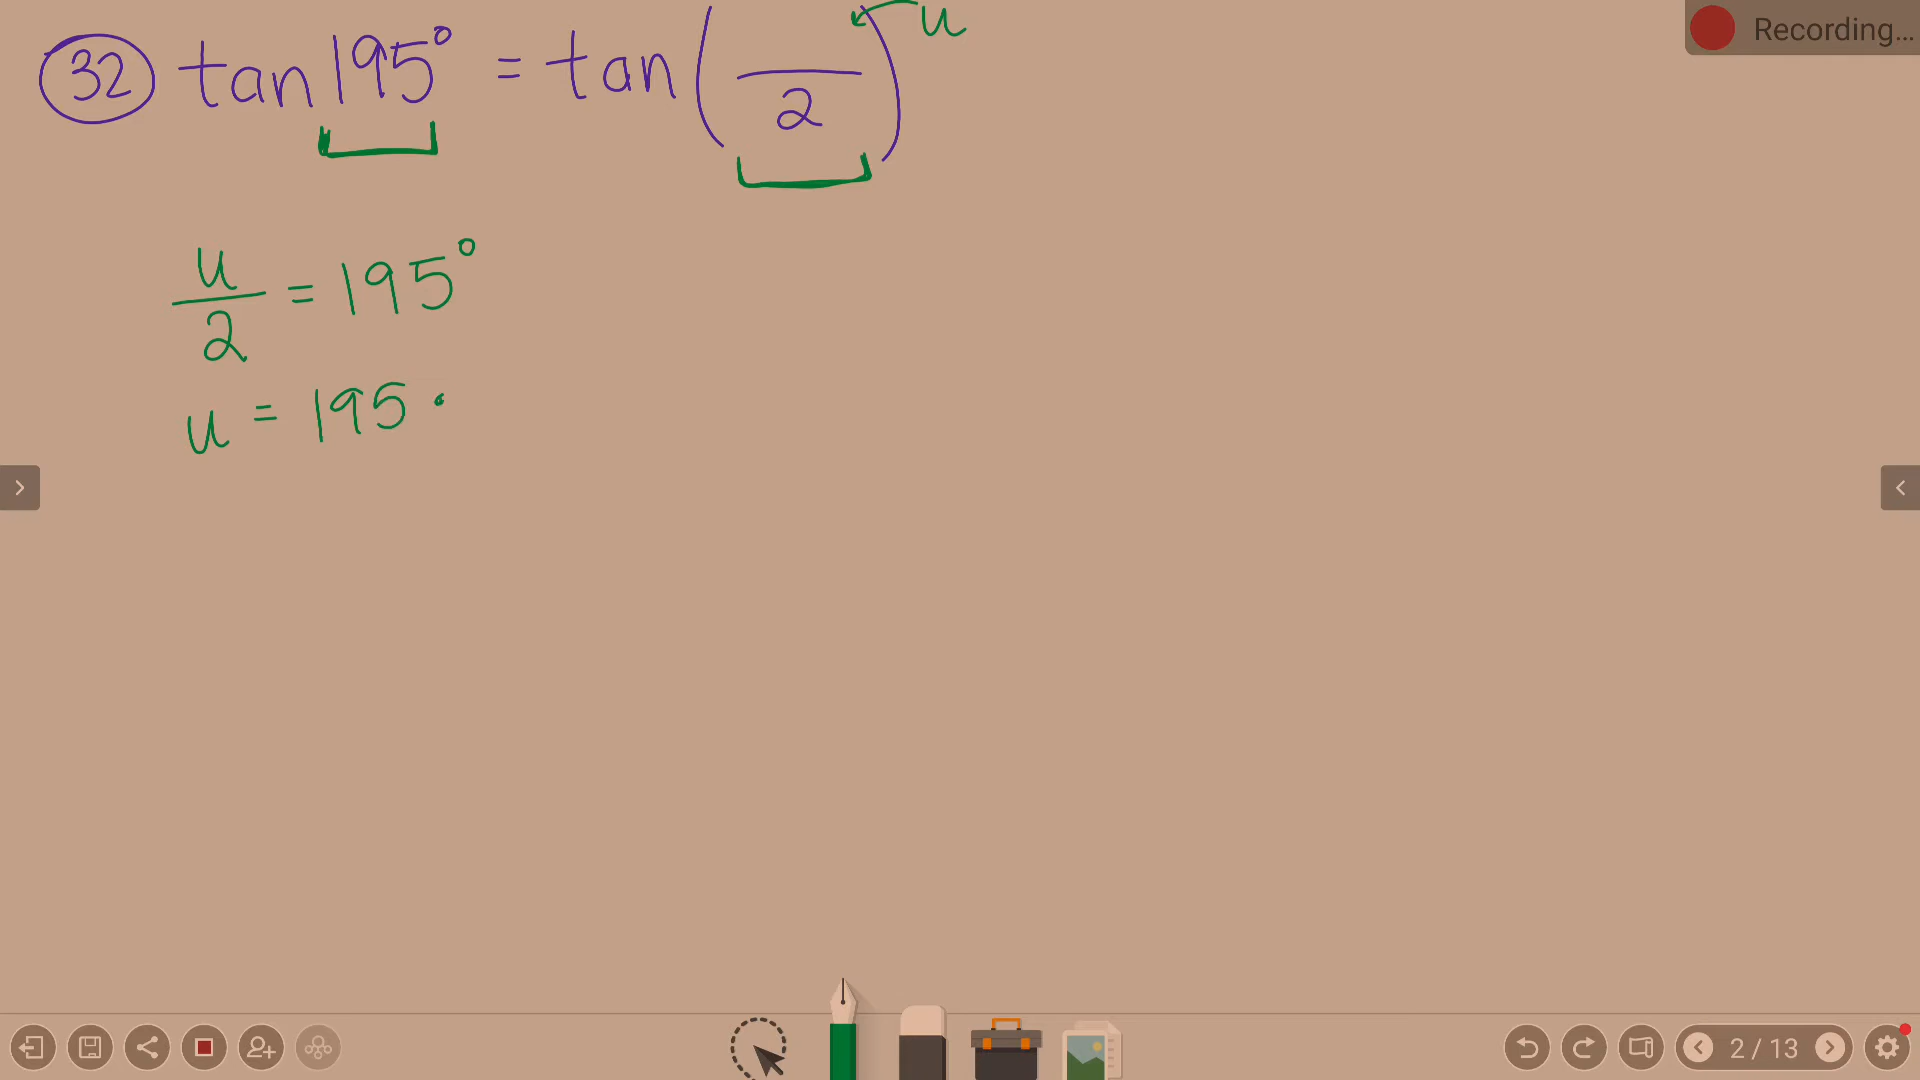 Recording...
u
32 tan 195° = tan( /2)
u/2 = 195°
u = 195 ·
2 / 13